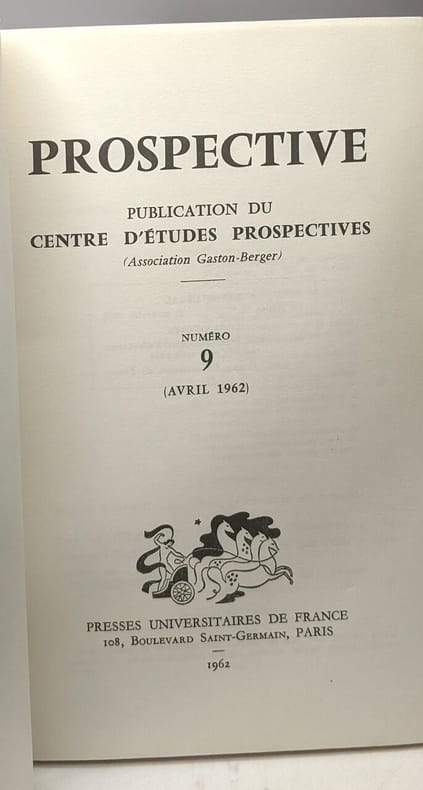 PROSPECTIVE
PUBLICATION DU
CENTRE D'ÉTUDES PROSPECTIVES
(Association Gaston-Berger)
NUMÉRO
9
(AVRIL 1962)
PRESSES UNIVERSITAIRES DE FRANCE
108, BOULEVARD SAINT-GERMAIN, PARIS
1962